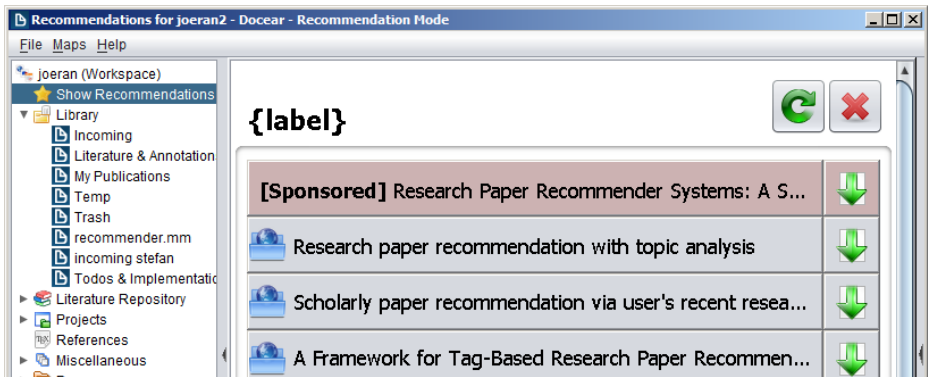 Recommendations for joeran2 - Docear - Recommendation Mode
File Maps Help
joeran (Workspace)
Show Recommendations
Library
Incoming
Literature & Annotation
My Publications
Temp
Trash
recommender.mm
incoming stefan
Todos & Implementatic
Literature Repository
Projects
References
Miscellaneous
{label}
[Sponsored] Research Paper Recommender Systems: A S...
Research paper recommendation with topic analysis
Scholarly paper recommendation via user's recent resea...
A Framework for Tag-Based Research Paper Recommen...